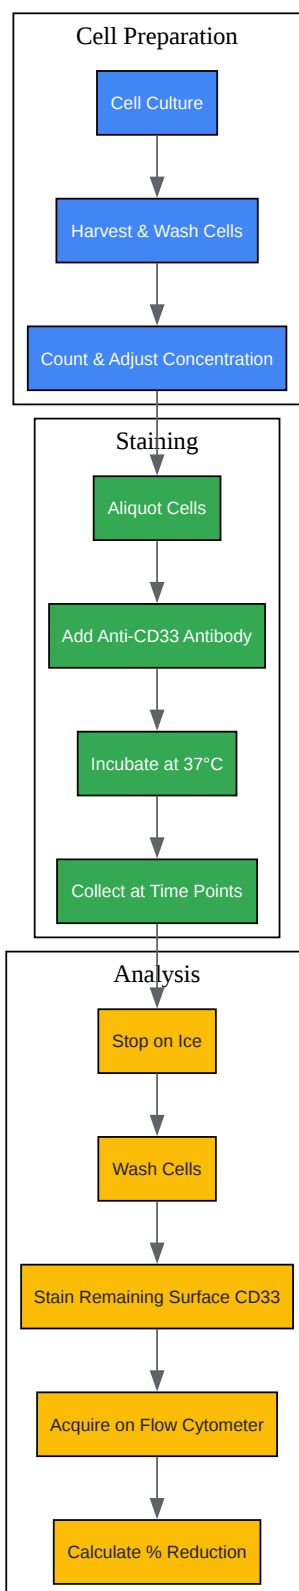 Cell Preparation
Cell Culture
Harvest & Wash Cells
Count & Adjust Concentration
Staining
Aliquot Cells
Add Anti-CD33 Antibody
Incubate at 37°C
Collect at Time Points
Analysis
Stop on Ice
Wash Cells
Stain Remaining Surface CD33
Acquire on Flow Cytometer
Calculate % Reduction